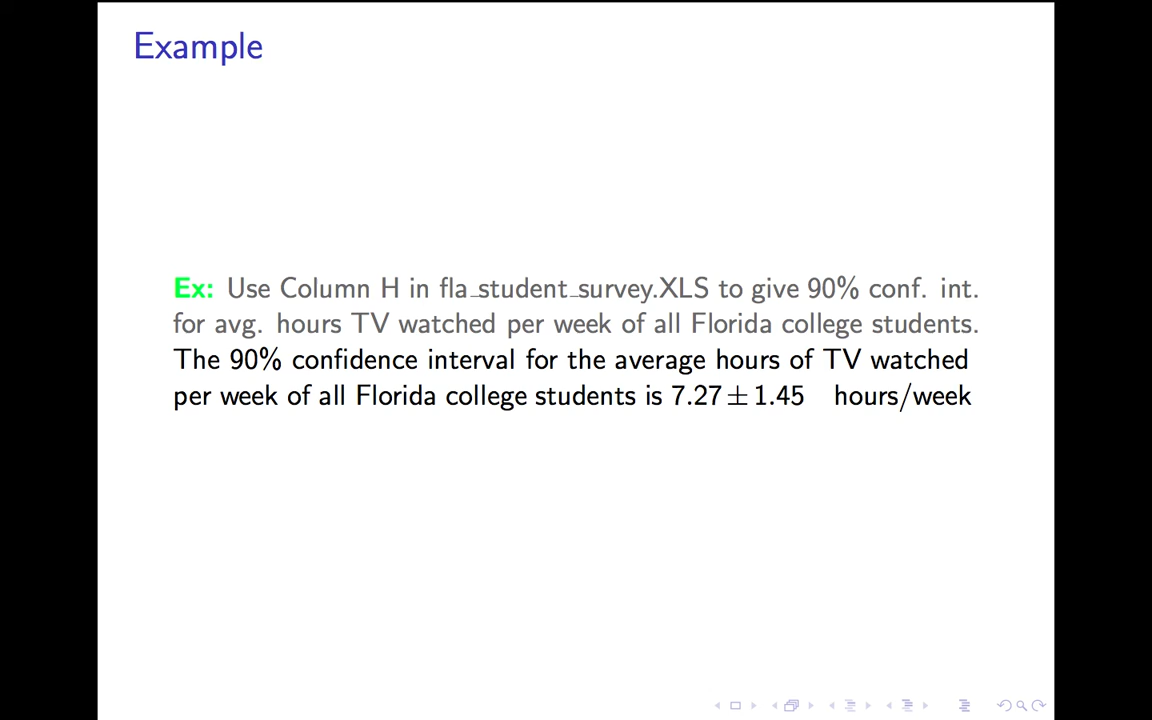 Example
Ex: Use Column H in fla_student_survey.XLS to give 90% conf. int.
for avg. hours TV watched per week of all Florida college students.
The 90% confidence interval for the average hours of TV watched
per week of all Florida college students is 7.27 ± 1.45 hours/week